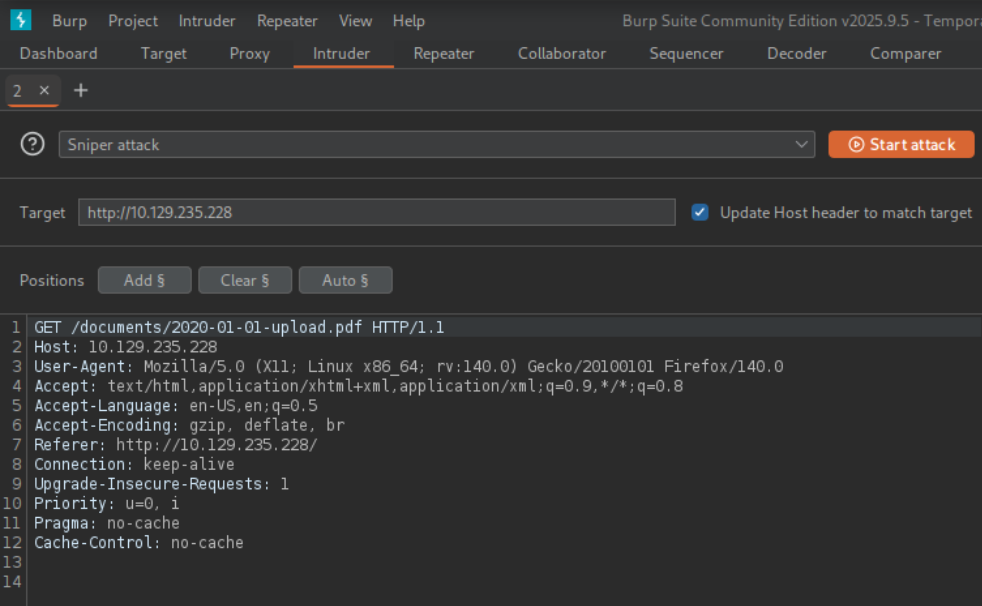 Burp Project Intruder Repeater View Help Burp Suite Community Edition v2025.9.5 -
Dashboard Target Proxy Intruder Repeater Collaborator Sequencer Decoder Comparer
2 × +
? Sniper attack Start attack
Target http://10.129.235.228 Update Host header to match target
Positions Add § Clear § Auto §
1 GET /documents/2020-01-01-upload.pdf HTTP/1.1
2 Host: 10.129.235.228
3 User-Agent: Mozilla/5.0 (X11; Linux x86_64; rv:140.0) Gecko/20100101 Firefox/140.0
4 Accept: text/html,application/xhtml+xml,application/xml;q=0.9,*/*;q=0.8
5 Accept-Language: en-US,en;q=0.5
6 Accept-Encoding: gzip, deflate, br
7 Referer: http://10.129.235.228/
8 Connection: keep-alive
9 Upgrade-Insecure-Requests: 1
10 Priority: u=0, i
11 Pragma: no-cache
12 Cache-Control: no-cache
13
14